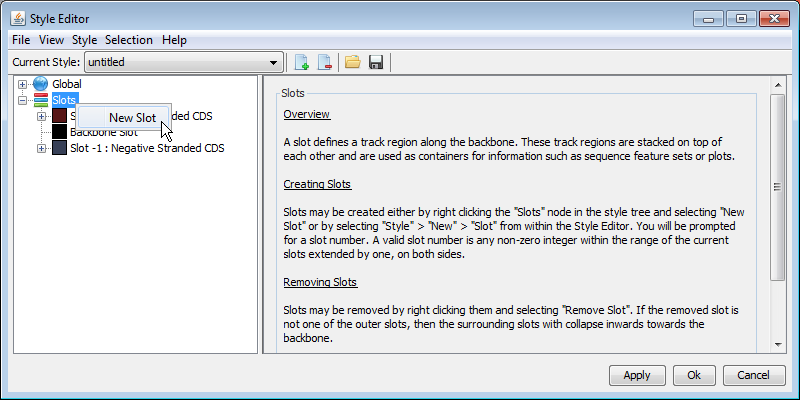 Style Editor
File View Style Selection Help
Current Style: untitled
Global
Slots
New Slot
S
ded CDS
Backbone Slot
Slot -1 : Negative Stranded CDS
Slots
Overview
A slot defines a track region along the backbone. These track regions are stacked on top of
each other and are used as containers for information such as sequence feature sets or plots.
Creating Slots
Slots may be created either by right clicking the "Slots" node in the style tree and selecting "New
Slot" or by selecting "Style" > "New" > "Slot" from within the Style Editor. You will be prompted
for a slot number. A valid slot number is any non-zero integer within the range of the current
slots extended by one, on both sides.
Removing Slots
Slots may be removed by right clicking them and selecting "Remove Slot". If the removed slot is
not one of the outer slots, then the surrounding slots with collapse inwards towards the
backbone.
Apply Ok Cancel